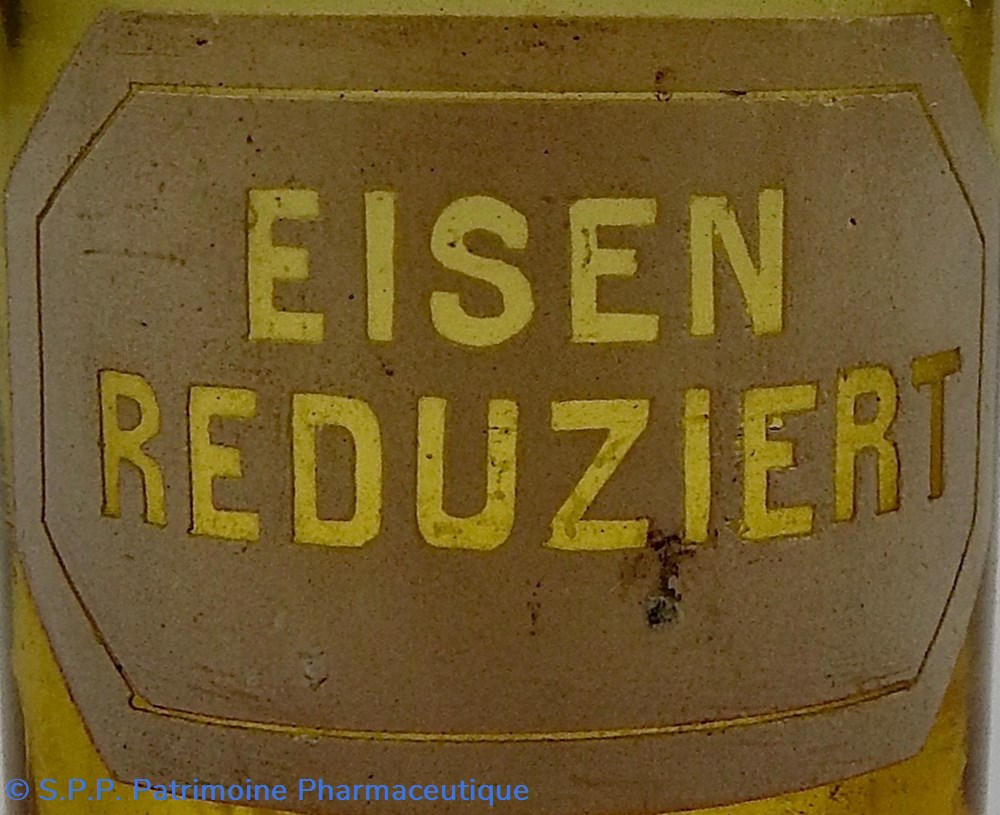 EISEN
REDUZIERT
© S.P.P. Patrimoine Pharmaceutique